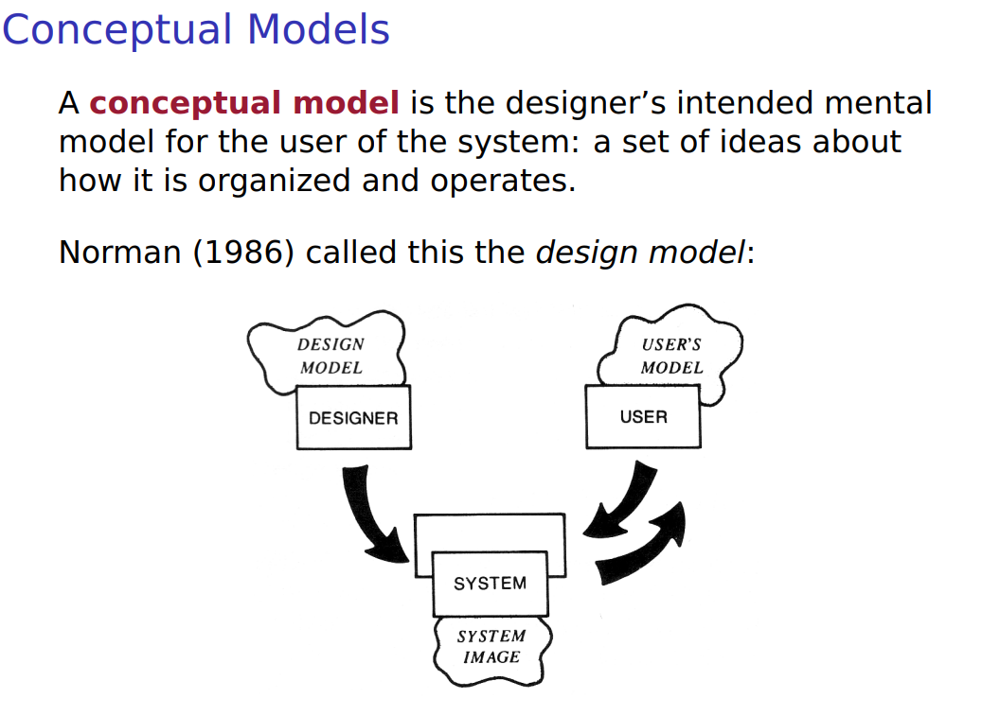 Conceptual Models
A conceptual model is the designer’s intended mental
model for the user of the system: a set of ideas about
how it is organized and operates.
Norman (1986) called this the design model:
DESIGN
MODEL
DESIGNER
USER'S
MODEL
USER
SYSTEM
SYSTEM
IMAGE